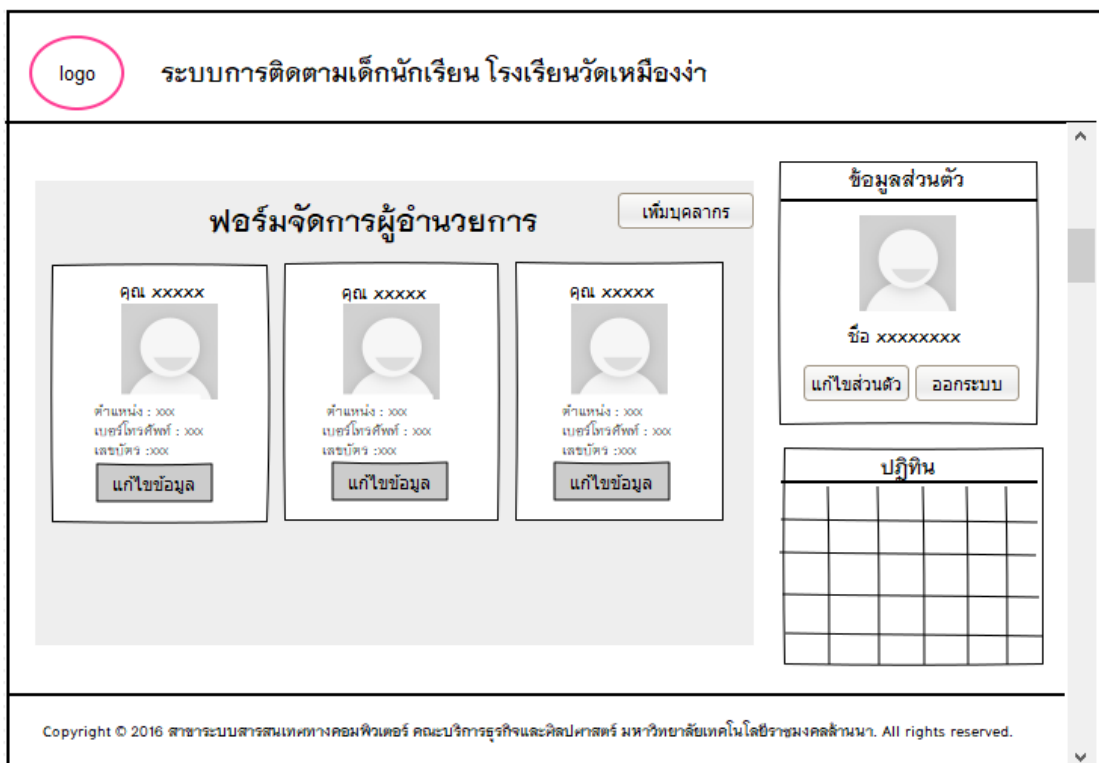 logo
ระบบการติดตามเด็กนักเรียน โรงเรียนวัดเหมืองง่า
ฟอร์มจัดการผู้อำนวยการ
เพิ่มบุคลากร
คุณ xxxxx
ตำแหน่ง : xxx
เบอร์โทรศัพท์ : xxx
เลขบัตร :xxx
แก้ไขข้อมูล
คุณ xxxxx
ตำแหน่ง : xxx
เบอร์โทรศัพท์ : xxx
เลขบัตร :xxx
แก้ไขข้อมูล
คุณ xxxxx
ตำแหน่ง : xxx
เบอร์โทรศัพท์ : xxx
เลขบัตร :xxx
แก้ไขข้อมูล
ข้อมูลส่วนตัว
ชื่อ xxxxxxxx
แก้ไขส่วนตัว ออกระบบ
ปฎิทิน
Copyright © 2016 สาขาระบบสารสนเทศทางคอมพิวเตอร์ คณะบริการธุรกิจและศิลปศาสตร์ มหาวิทยาลัยเทคโนโลยีราชมงคลล้านนา. All rights reserved.